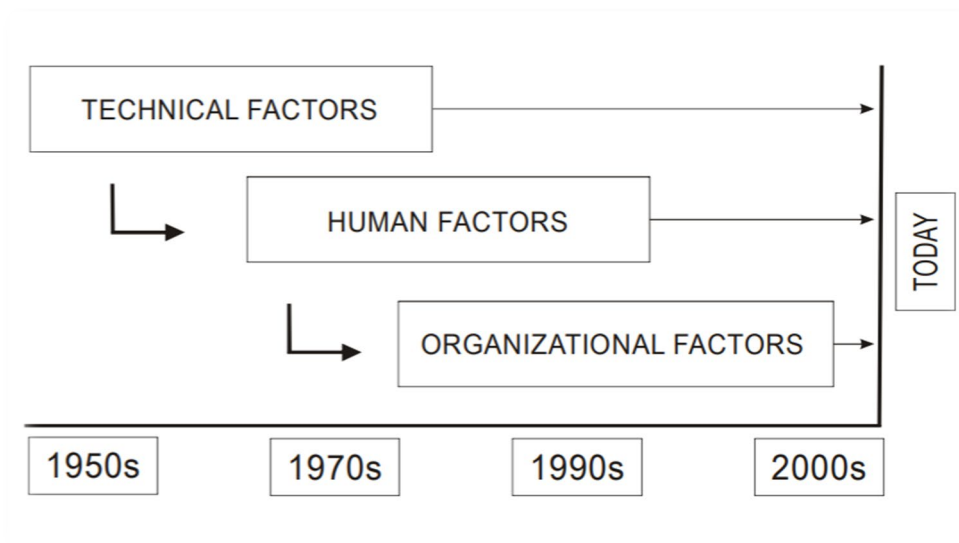 TECHNICAL FACTORS
HUMAN FACTORS
TODAY
ORGANIZATIONAL FACTORS
1950s
1970s
1990s
2000s